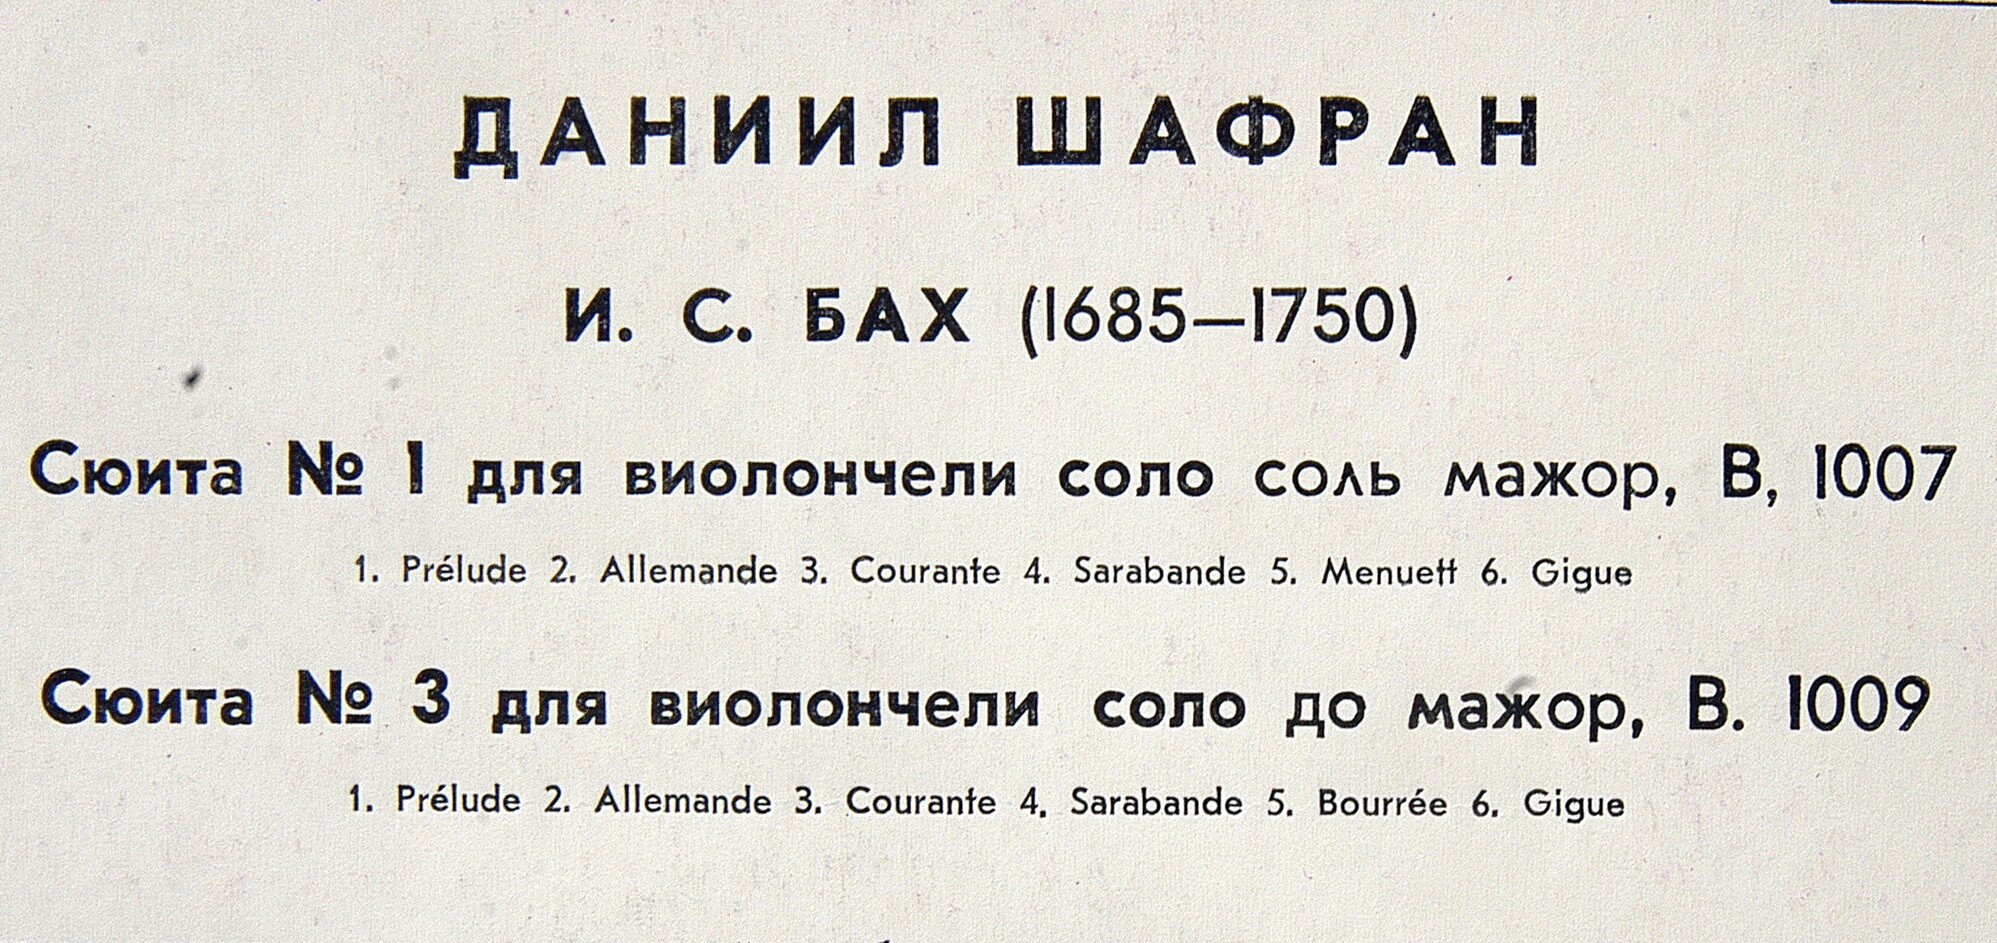 ДАНИИЛ ШАФРАН
И. С. БАХ (1685—1750)
Сюита № 1 для виолончели соло соль мажор, В, 1007
1. Prélude 2. Allemande 3. Courante 4. Sarabande 5. Menuett 6. Gigue
Сюита № 3 для виолончели соло до мажор, В. 1009
1. Prélude 2. Allemande 3. Courante 4. Sarabande 5. Bourrée 6. Gigue